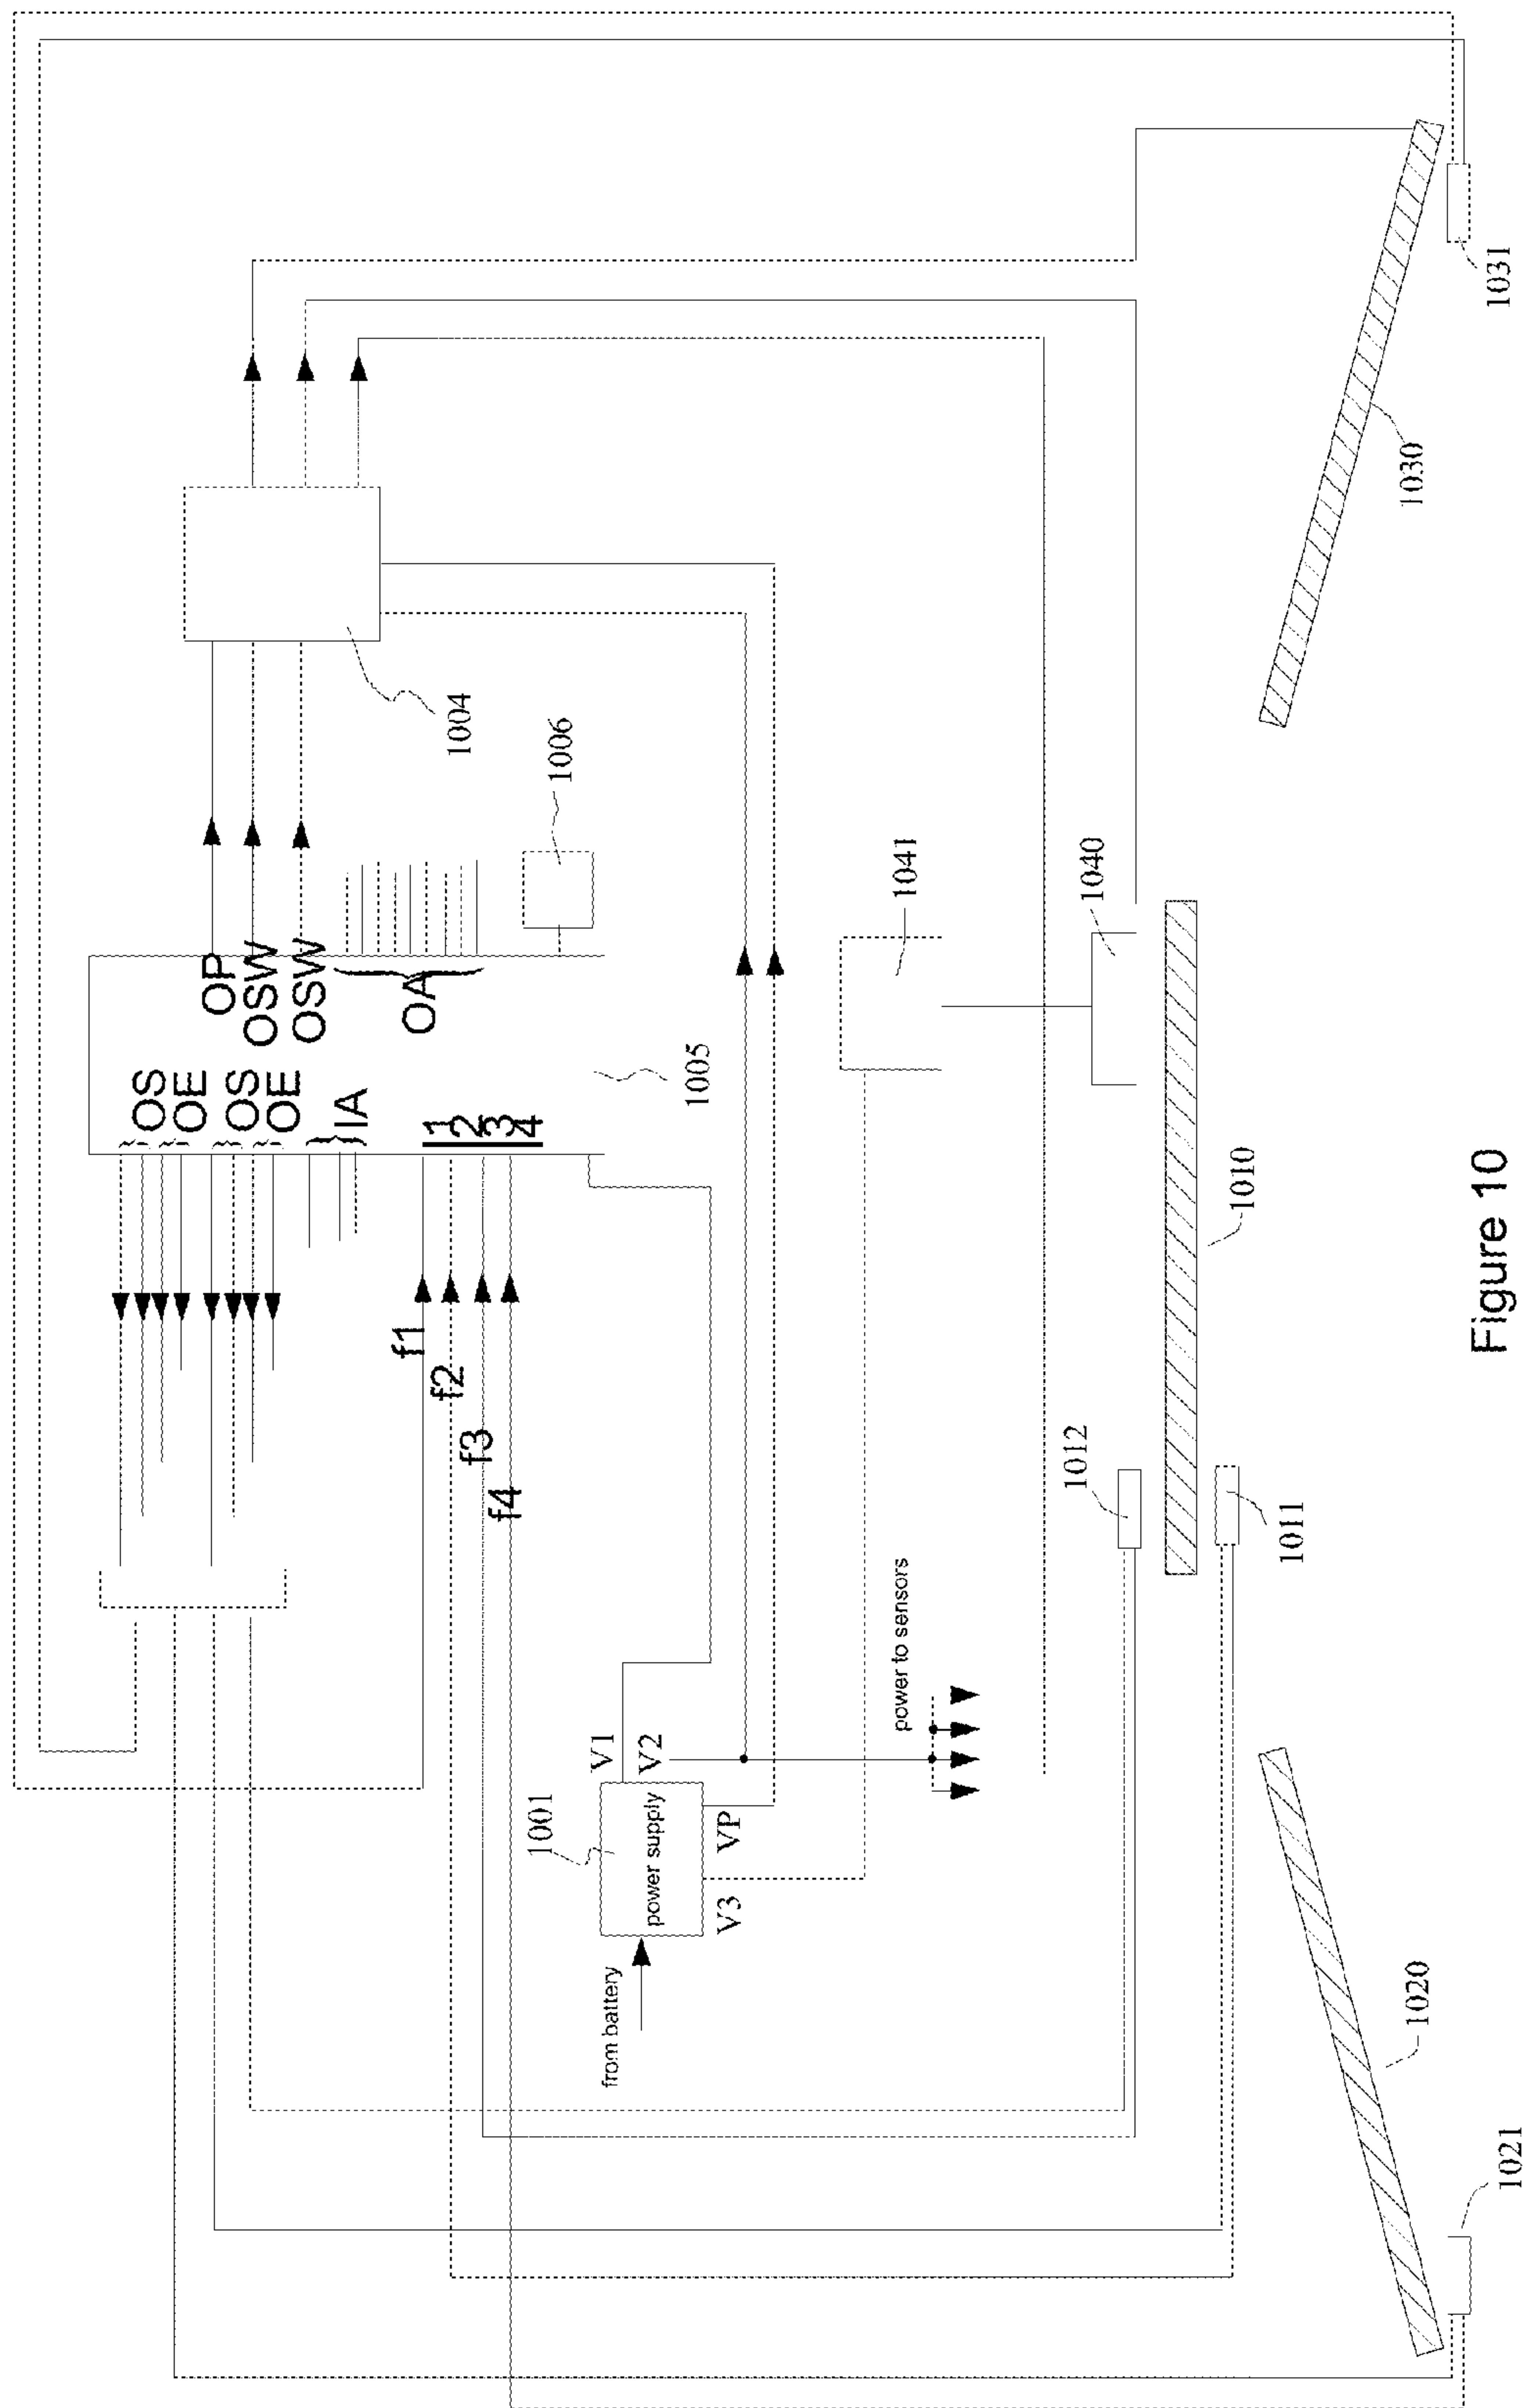 OS
OE
OS
OE
IA
1
2
3
4
OP
OSW
OSW
OA
1005
1004
1006
f1
f2
f3
f4
1001
V1
V2
power supply
VP
V3
from battery
power to sensors
1041
1040
1012
1010
1011
1020
1021
1030
1031
Figure 10